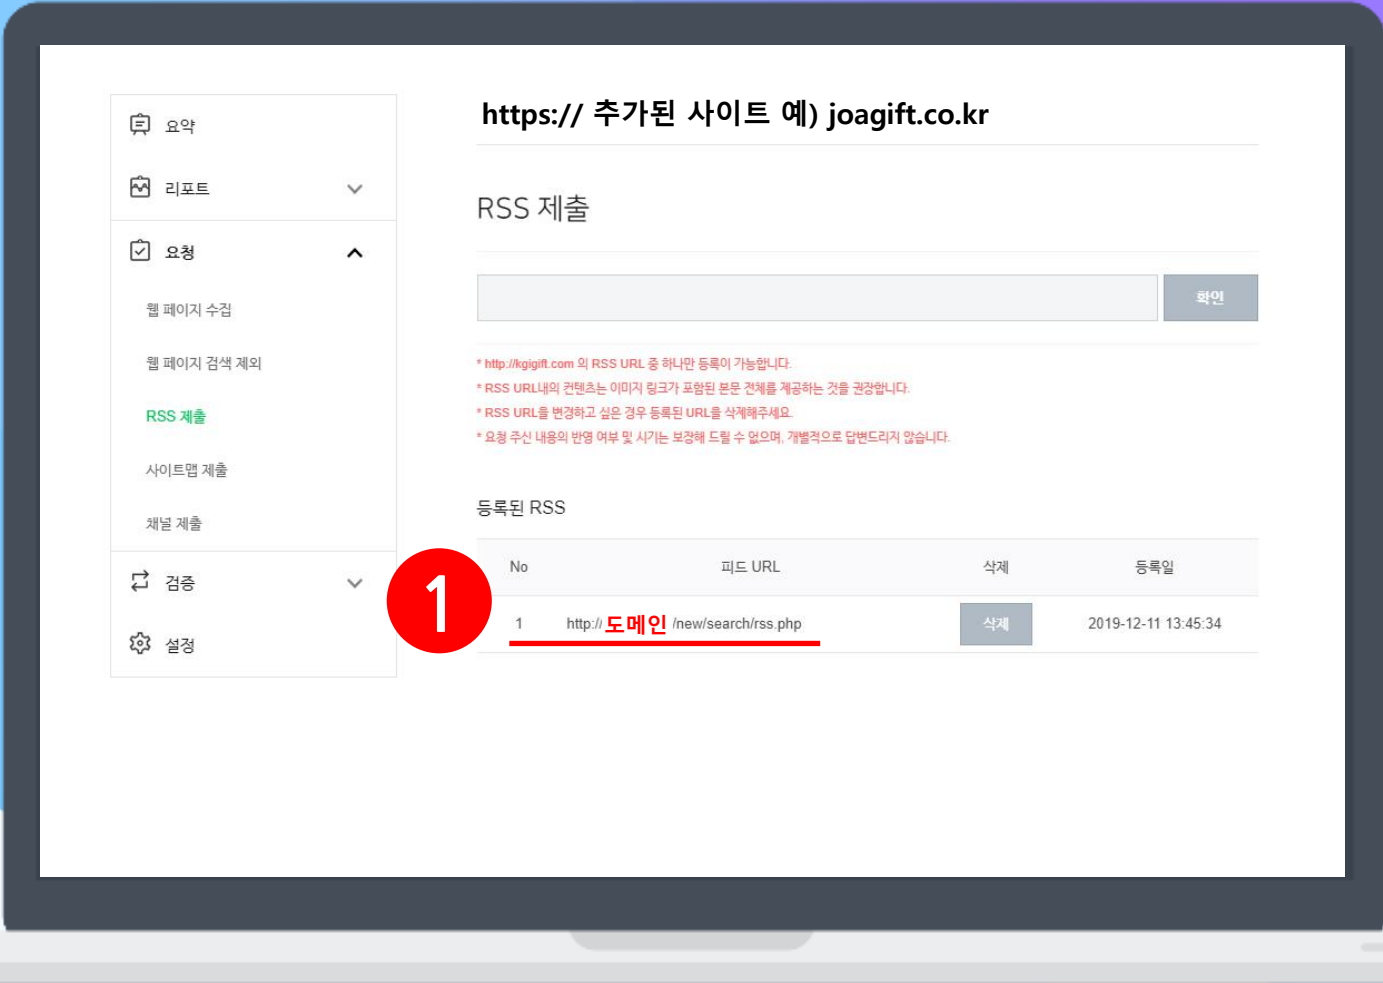 https:// 추가된 사이트 예) joagift.co.kr
요약
리포트
요청
웹 페이지 수집
웹 페이지 검색 제외
RSS 제출
사이트맵 제출
채널 제출
검증
설정
RSS 제출
확인
* http://kgigift.com 의 RSS URL 중 하나만 등록이 가능합니다.
* RSS URL내의 컨텐츠는 이미지 링크가 포함된 본문 전체를 제공하는 것을 권장합니다.
* RSS URL을 변경하고 싶은 경우 등록된 URL을 삭제해주세요.
* 요청 주신 내용의 반영 여부 및 시기는 보장해 드릴 수 없으며, 개별적으로 답변드리지 않습니다.
등록된 RSS
No 피드 URL 삭제 등록일
1
1 http:// 도메인 /new/search/rss.php 삭제 2019-12-11 13:45:34